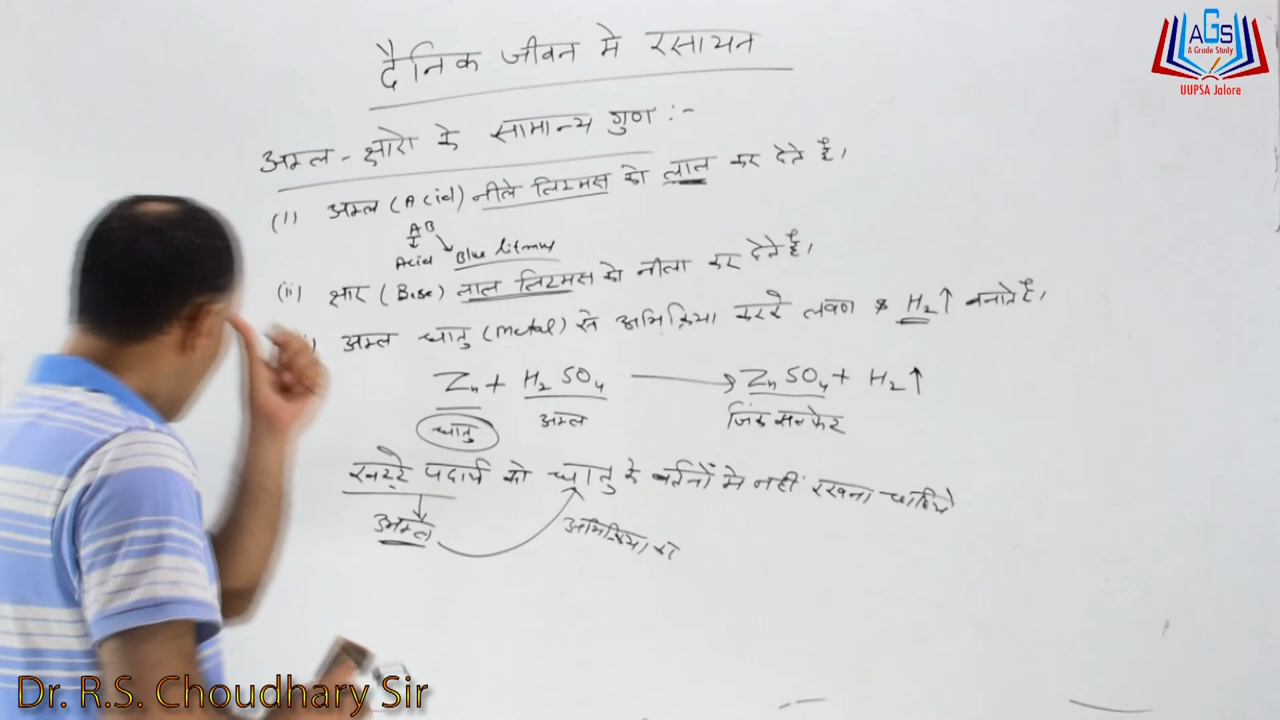 दैनिक जीवन मे रसायन
AGS
A Grade Study
UUPSA Jalore
अम्ल - क्षारो के सामान्य गुण :-
(i) अम्ल (Acid) नीले लिटमस को लाल कर देते है।
AB
Acid Blue litmus
(ii) क्षार (Base) लाल लिटमस को नीला कर देते है।
अम्ल धातु (metal) से अभिक्रिया करके लवण & H₂↑ बनाते है।
Zn + H₂SO₄ → ZnSO₄ + H₂↑
धातु अम्ल जिंक सल्फेट
खट्टे पदार्थ को धातु के बर्तनों मे नहीं रखना चाहिये
अम्ल अभिक्रिया कर
Dr. R.S. Choudhary Sir